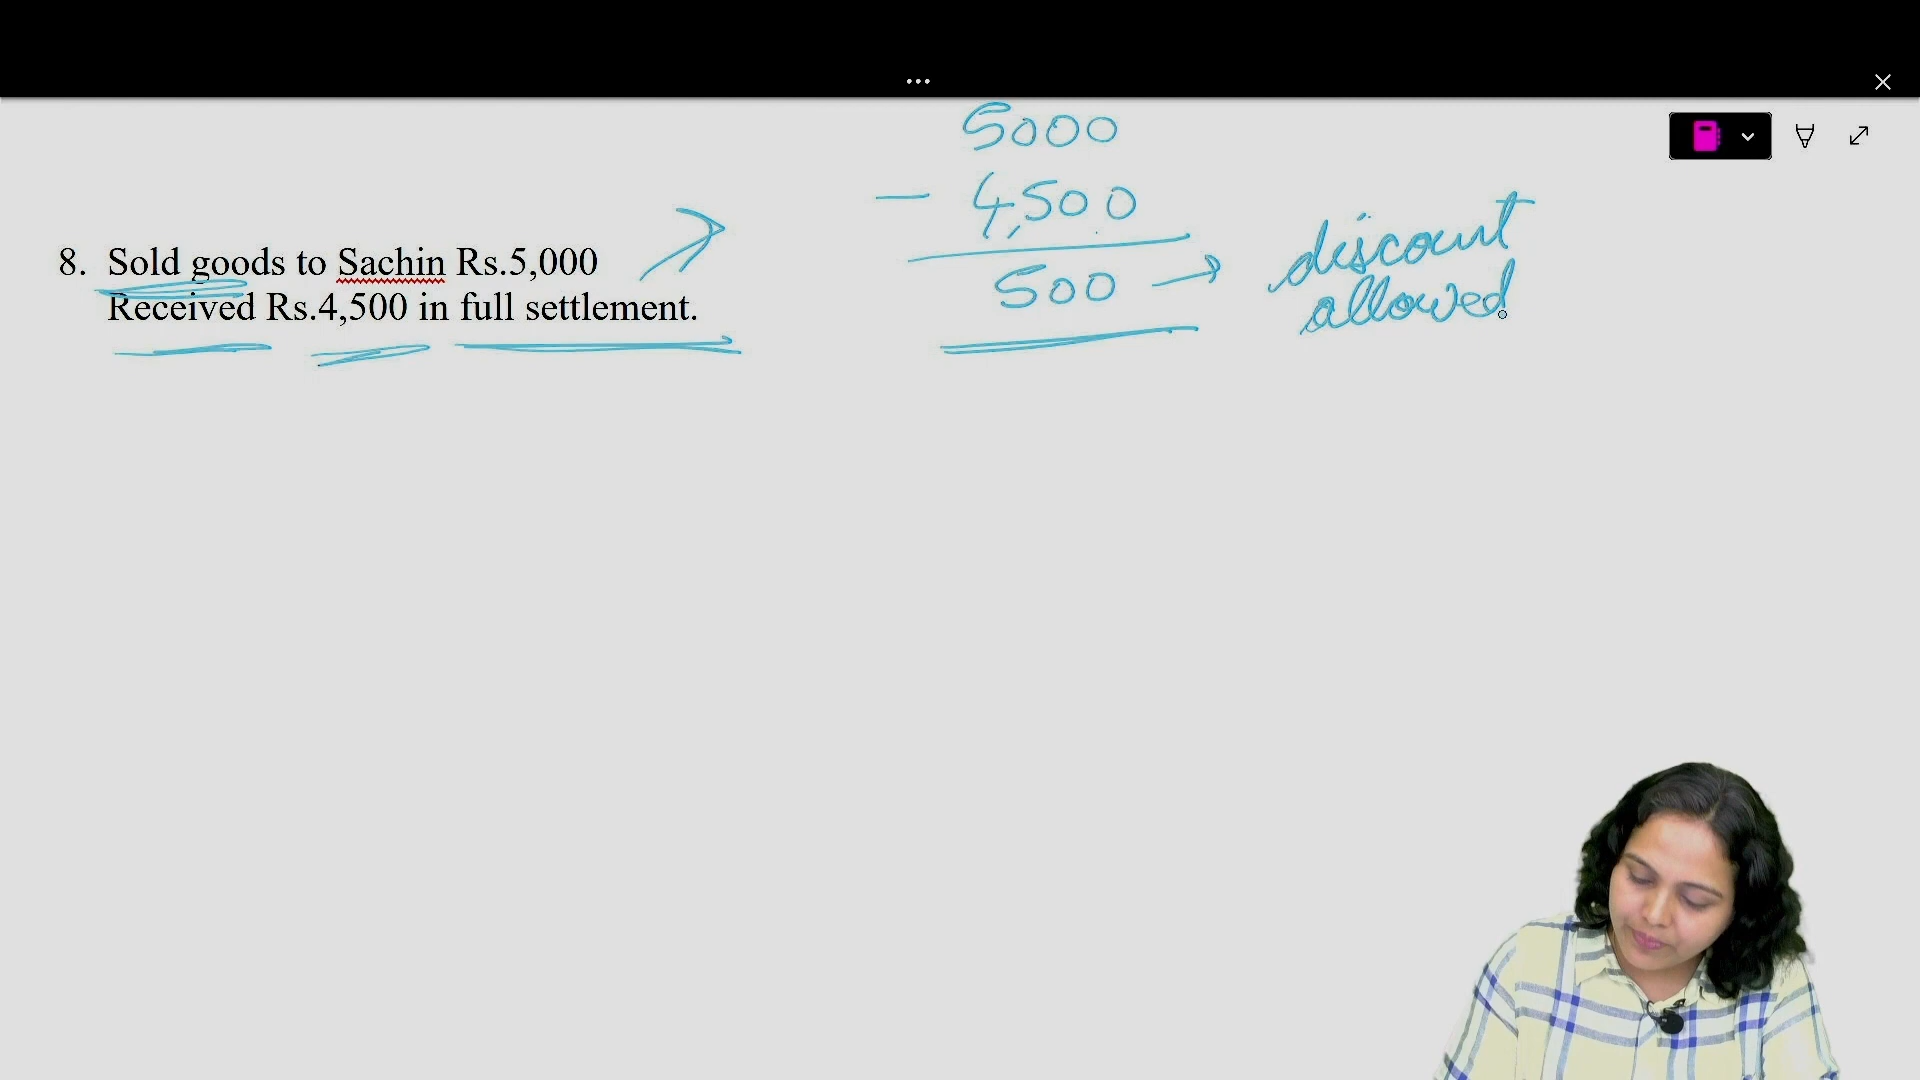 5000
- 4,500
8. Sold goods to Sachin Rs.5,000
Received Rs.4,500 in full settlement.
500 → discount
allowed